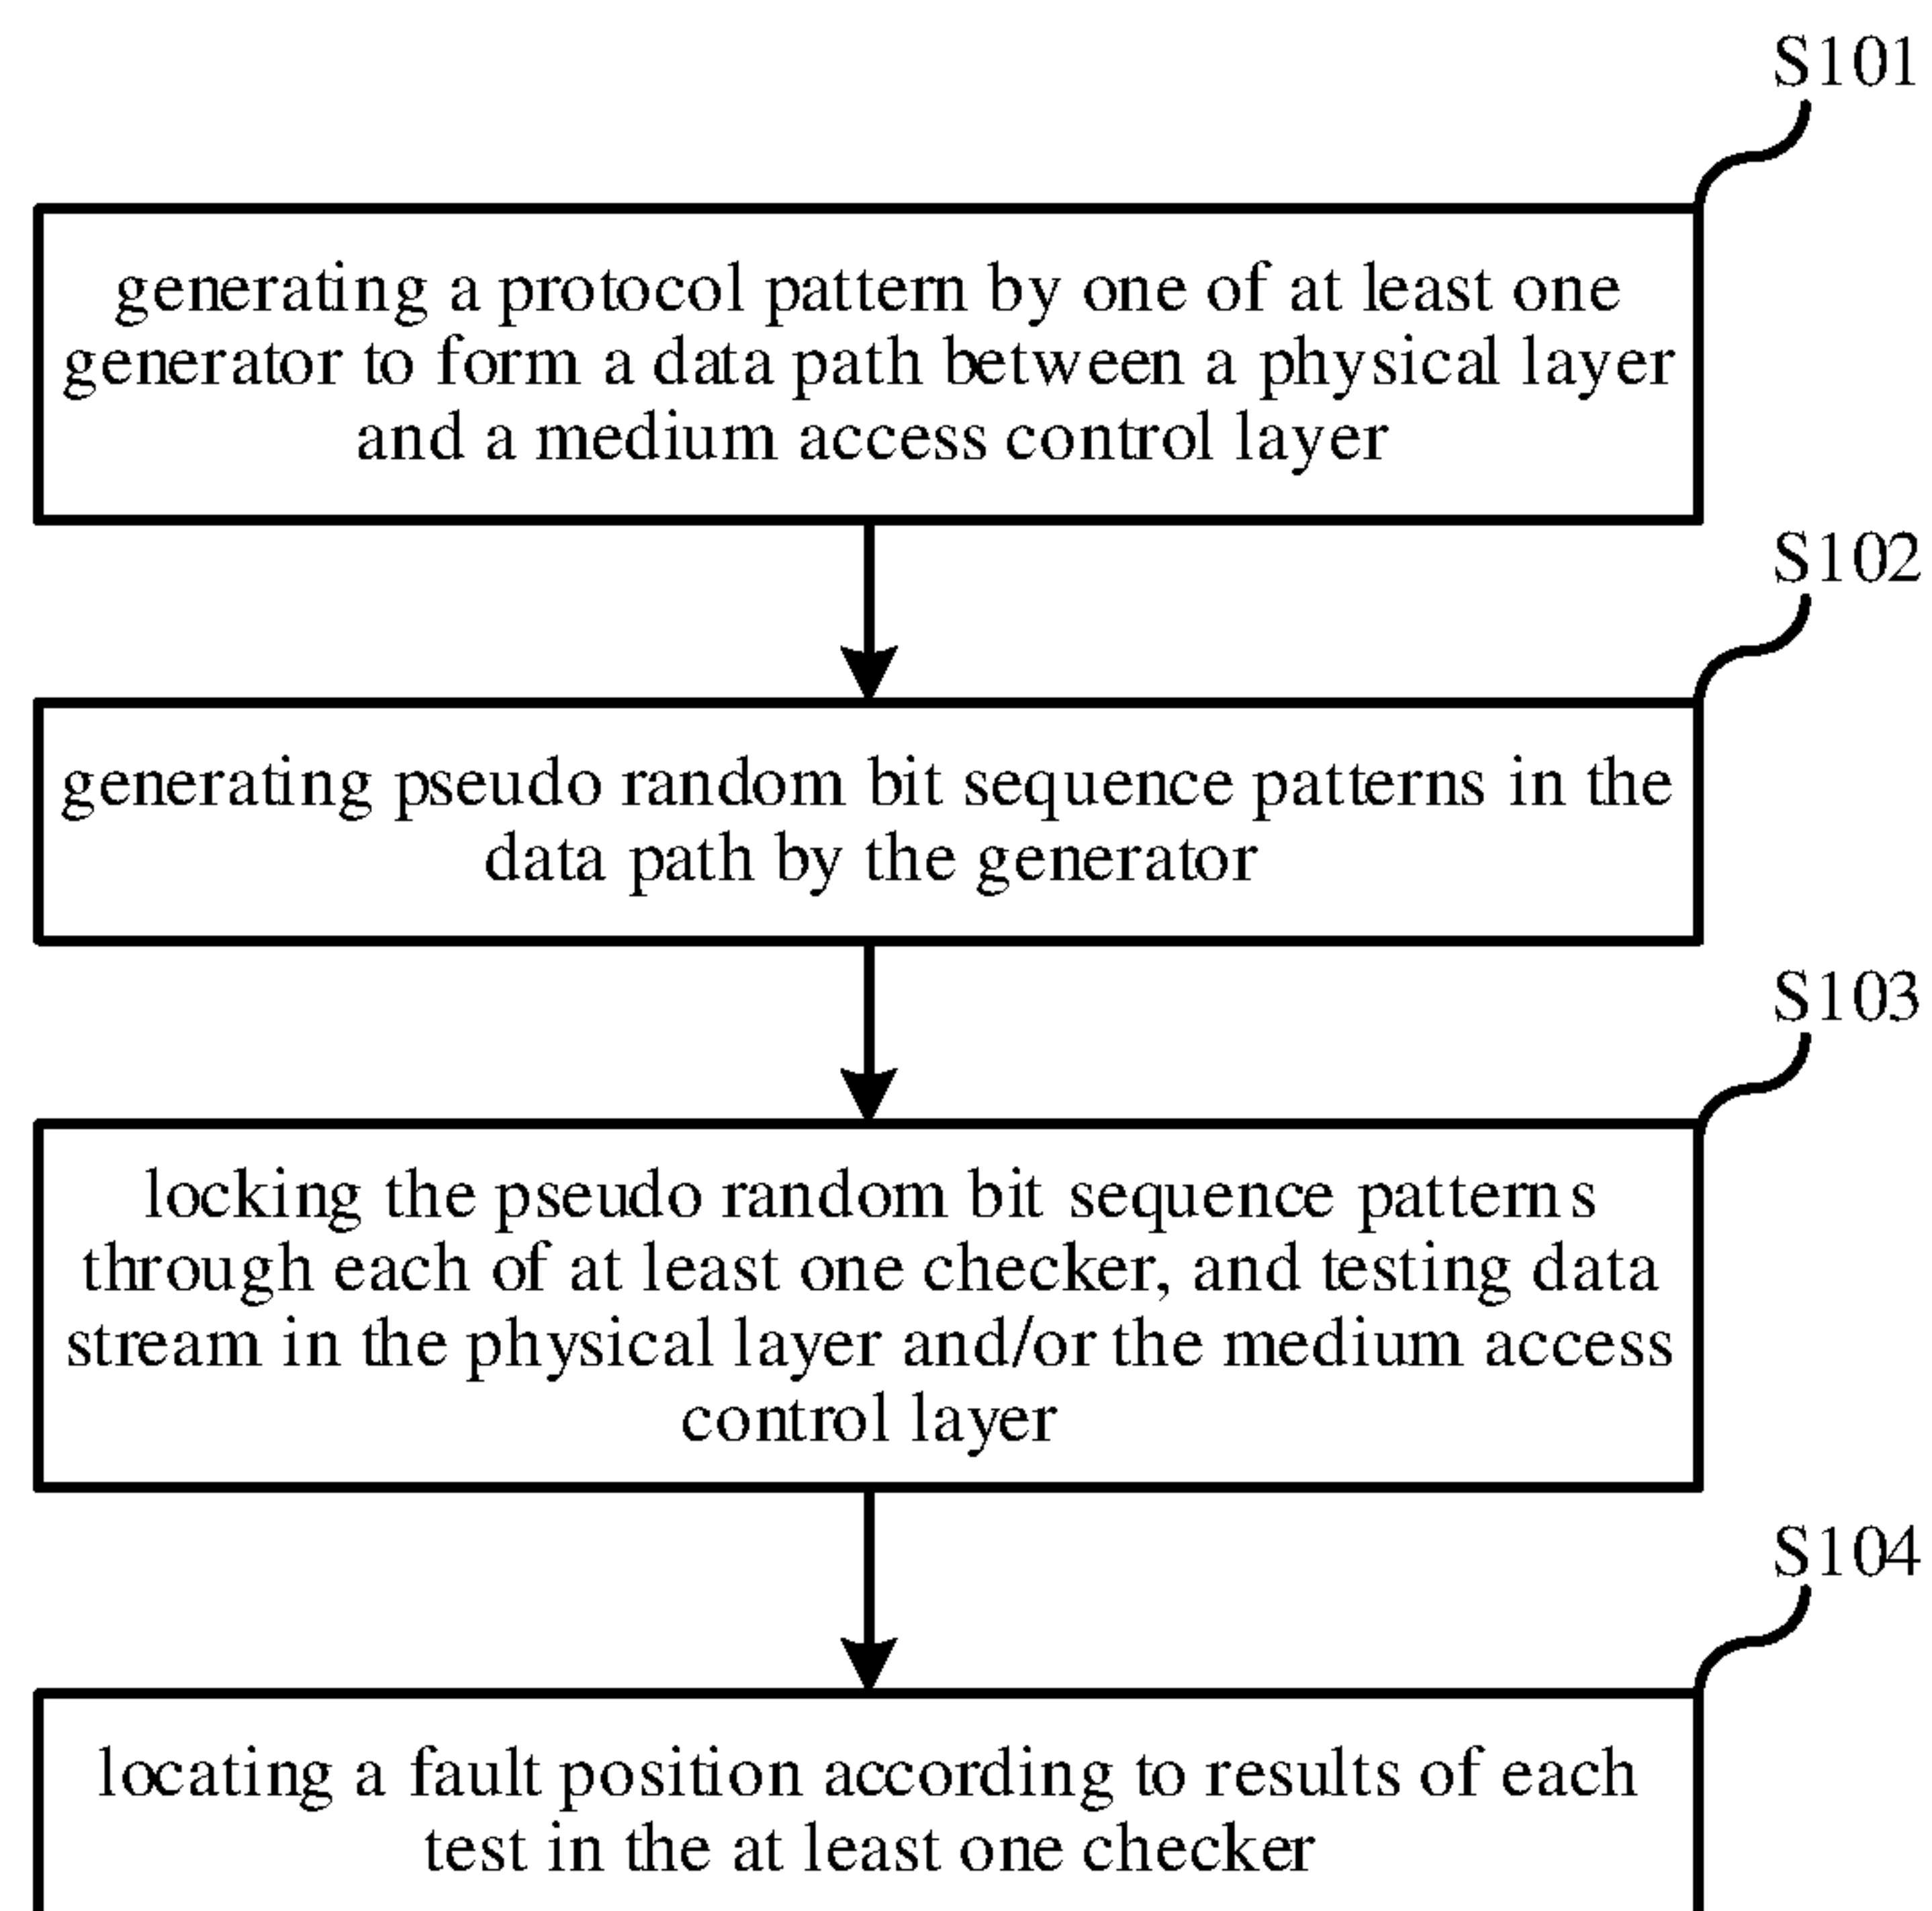 S101
generating a protocol pattern by one of at least one
generator to form a data path between a physical layer
and a medium access control layer
S102
generating pseudo random bit sequence patterns in the
data path by the generator
S103
locking the pseudo random bit sequence patterns
through each of at least one checker, and testing data
stream in the physical layer and/or the medium access
control layer
S104
locating a fault position according to results of each
test in the at least one checker